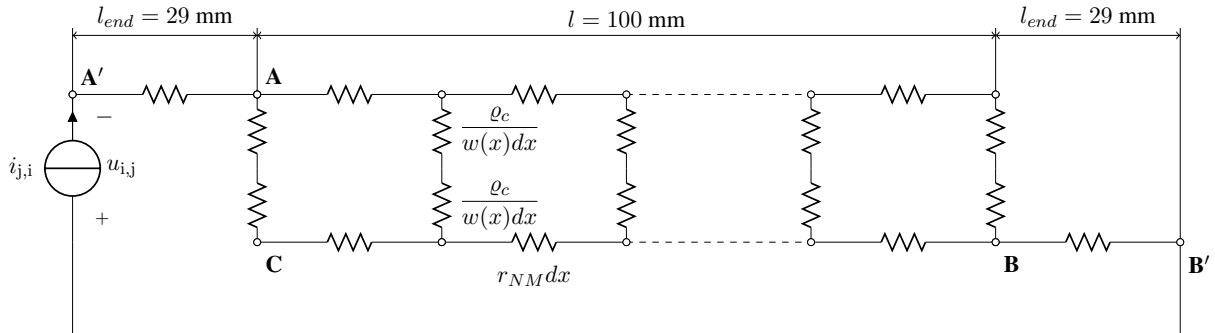 l_end = 29 mm
l = 100 mm
l_end = 29 mm
A′
A
−
ϱ_c
w(x)dx
i_j,i
u_i,j
+
ϱ_c
w(x)dx
C
r_NM dx
B
B′